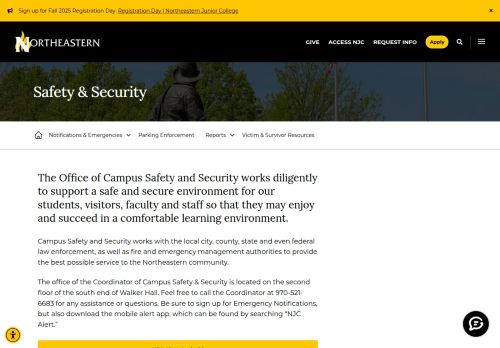 Sign up for Fall 2025 Registration Day Registration Day | Northeastern Junior College ×
NORTHEASTERN GIVE ACCESS NJC REQUEST INFO Apply
Safety & Security
Notifications & Emergencies Parking Enforcement Reports Victim & Survivor Resources
The Office of Campus Safety and Security works diligently
to support a safe and secure environment for our
students, visitors, faculty and staff so that they may enjoy
and succeed in a comfortable learning environment.
Campus Safety and Security works with the local city, county, state and even federal
law enforcement, as well as fire and emergency management authorities to provide
the best possible service to the Northeastern community.
The office of the Coordinator of Campus Safety & Security is located on the second
floor of the south end of Walker Hall. Feel free to call the Coordinator at 970-521-
6683 for any assistance or questions. Be sure to sign up for Emergency Notifications,
but also download the mobile alert app, which can be found by searching “NJC
Alert.”